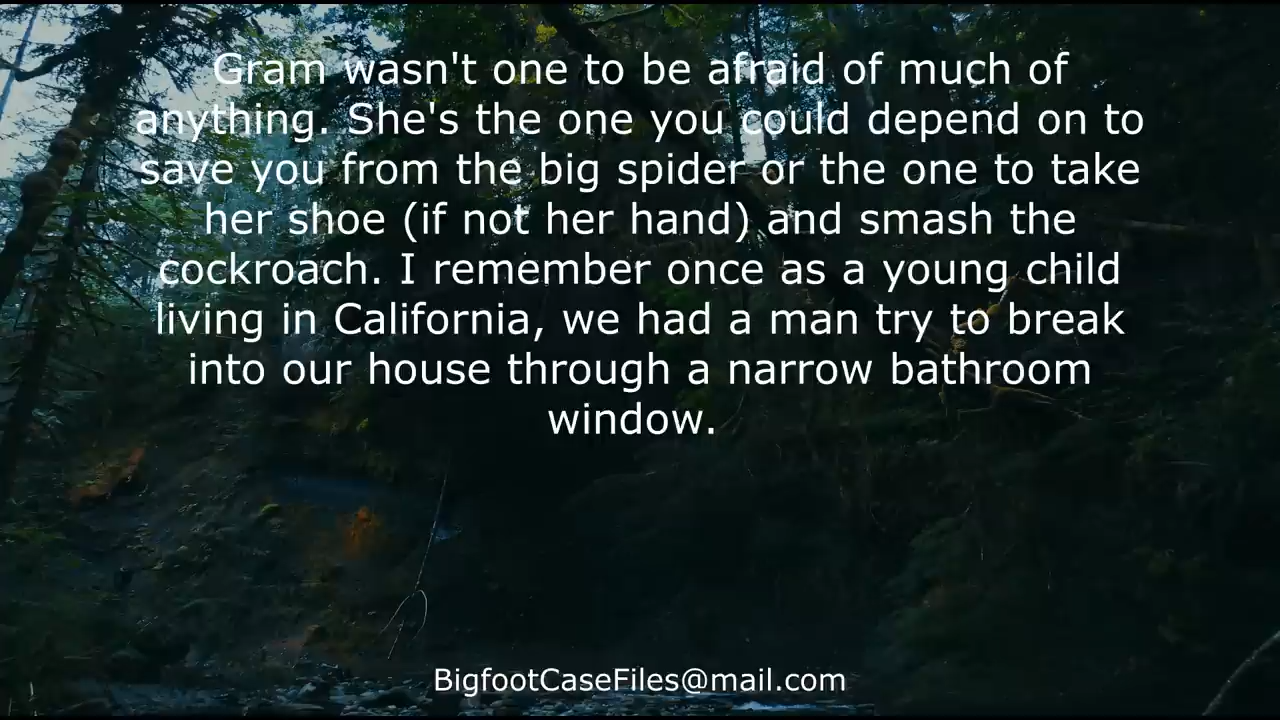 Gram wasn't one to be afraid of much of
anything. She's the one you could depend on to
save you from the big spider or the one to take
her shoe (if not her hand) and smash the
cockroach. I remember once as a young child
living in California, we had a man try to break
into our house through a narrow bathroom
window.
BigfootCaseFiles@mail.com